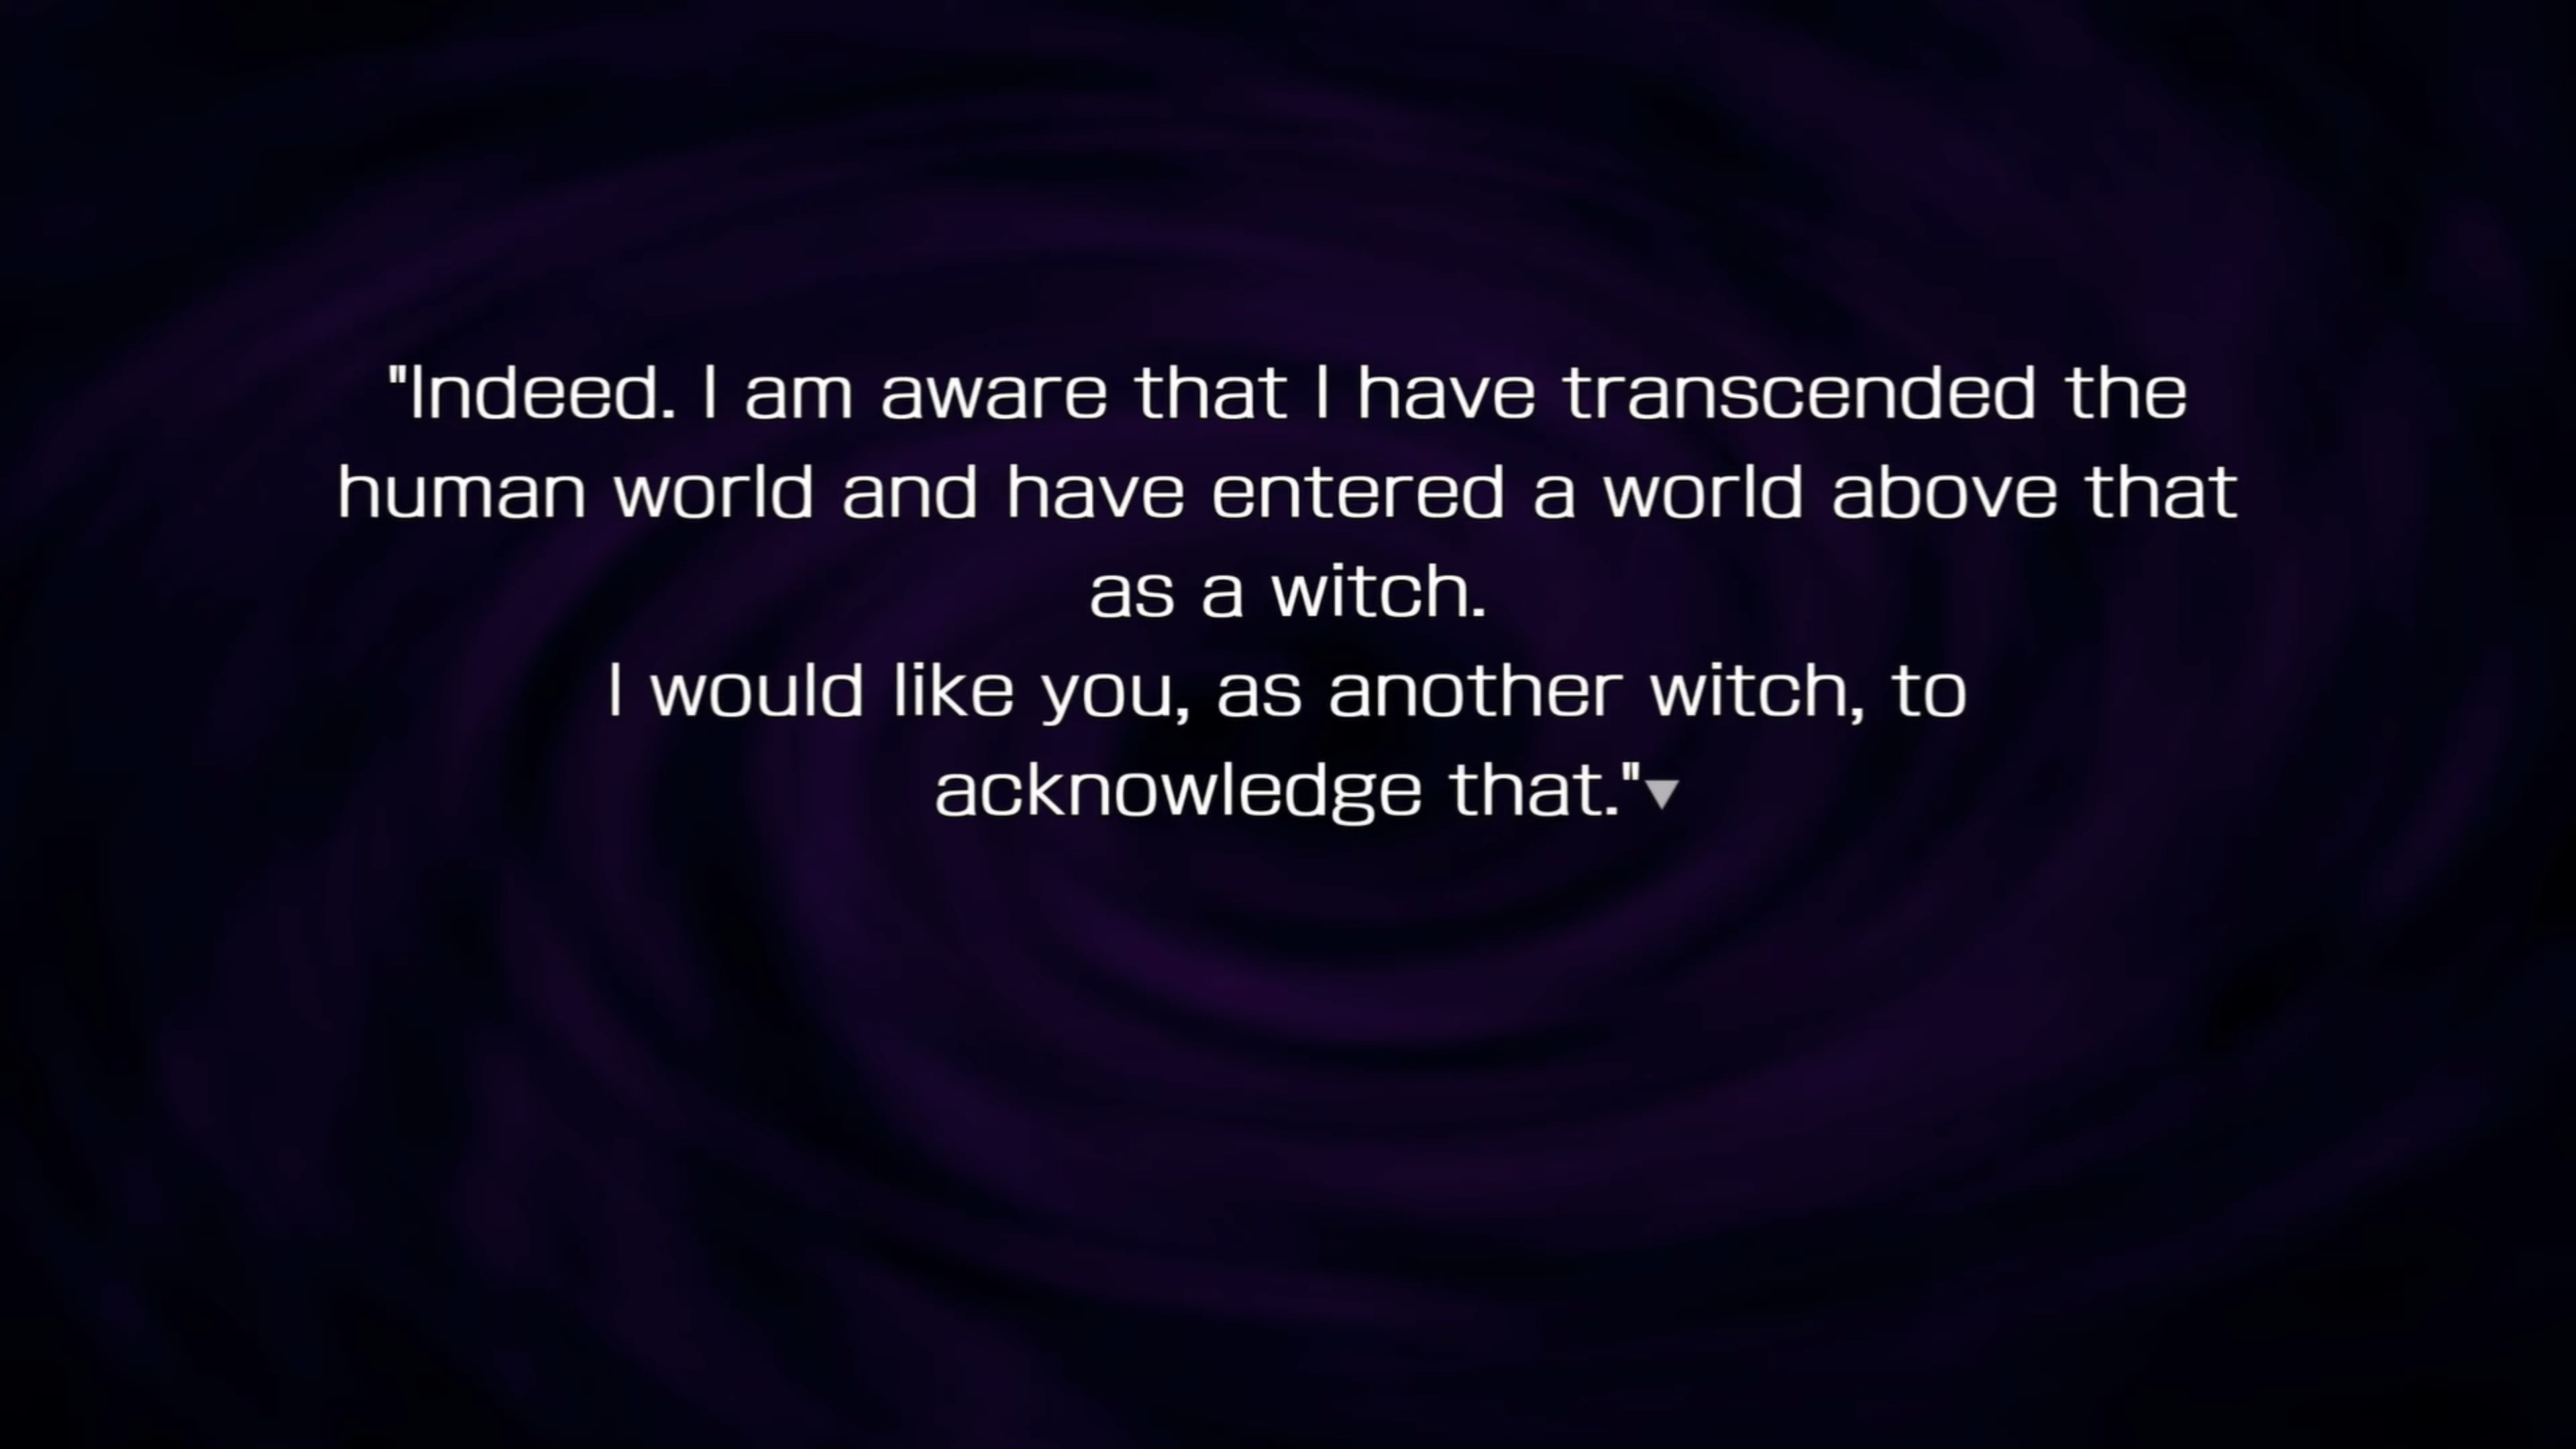 "Indeed. I am aware that I have transcended the
human world and have entered a world above that
as a witch.
I would like you, as another witch, to
acknowledge that."